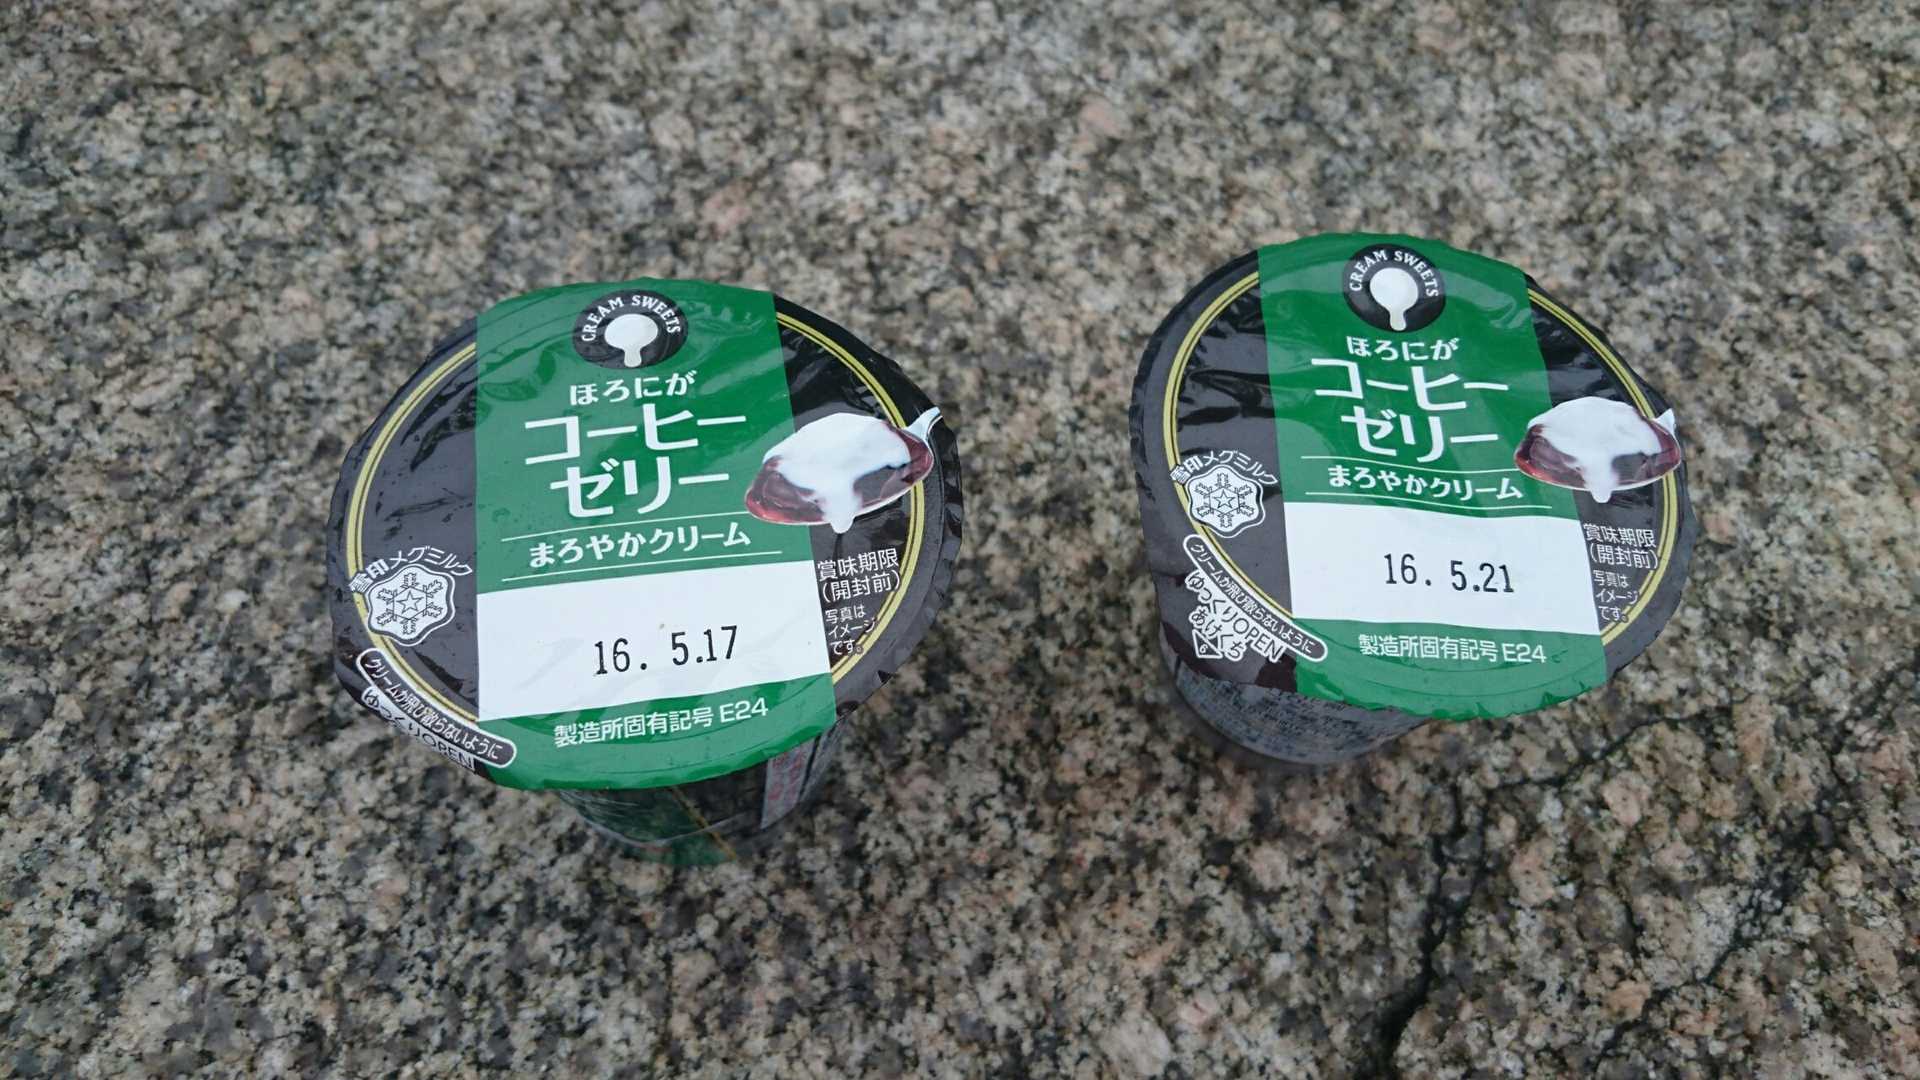 CREAM SWEETS
ほろにが
コーヒー
ゼリー
まろやかクリーム
雪印メグミルク
賞味期限
(開封前)
写真は
イメージ
です。
16. 5.17
クリームが飛び散らないように
ゆっくりOPEN
製造所固有記号 E24
CREAM SWEETS
ほろにが
コーヒー
ゼリー
まろやかクリーム
雪印メグミルク
賞味期限
(開封前)
写真は
イメージ
です。
16. 5.21
クリームが飛び散らないように
ゆっくりOPEN
あけくち
製造所固有記号 E24